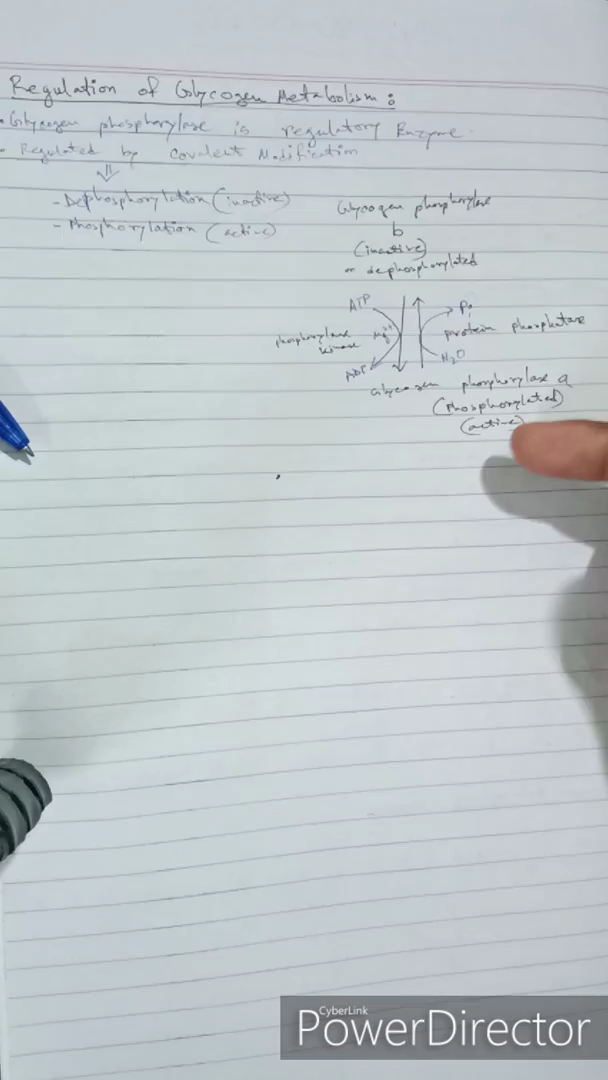 Regulation of Glycogen Metabolism:
• Glycogen phosphorylase is regulatory Enzyme.
• Regulated by Covalent Modification
⇓
- Dephosphorylation (inactive)
- Phosphorylation (active)
Glycogen phosphorylase
b
(inactive)
or dephosphorylated
ATP
Pi
phosphorylase
kinase
Mg²⁺
protein phosphatase
ADP
H₂O
Glycogen phosphorylase a
(Phosphorylated)
(active)
CyberLink
PowerDirector